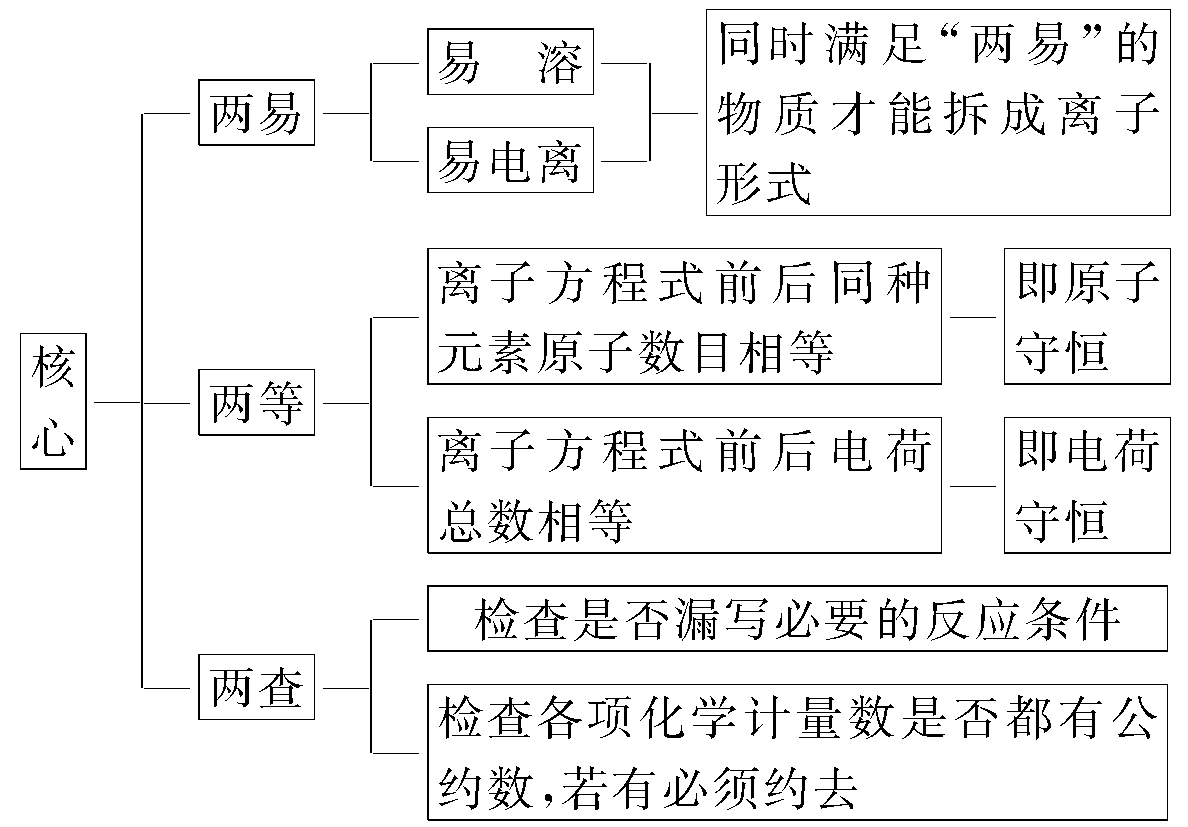 核
心
两易
易 溶
易电离
同时满足“两易”的
物质才能拆成离子
形式
两等
离子方程式前后同种
元素原子数目相等
即原子
守恒
离子方程式前后电荷
总数相等
即电荷
守恒
两查
检查是否漏写必要的反应条件
检查各项化学计量数是否都有公
约数,若有必须约去